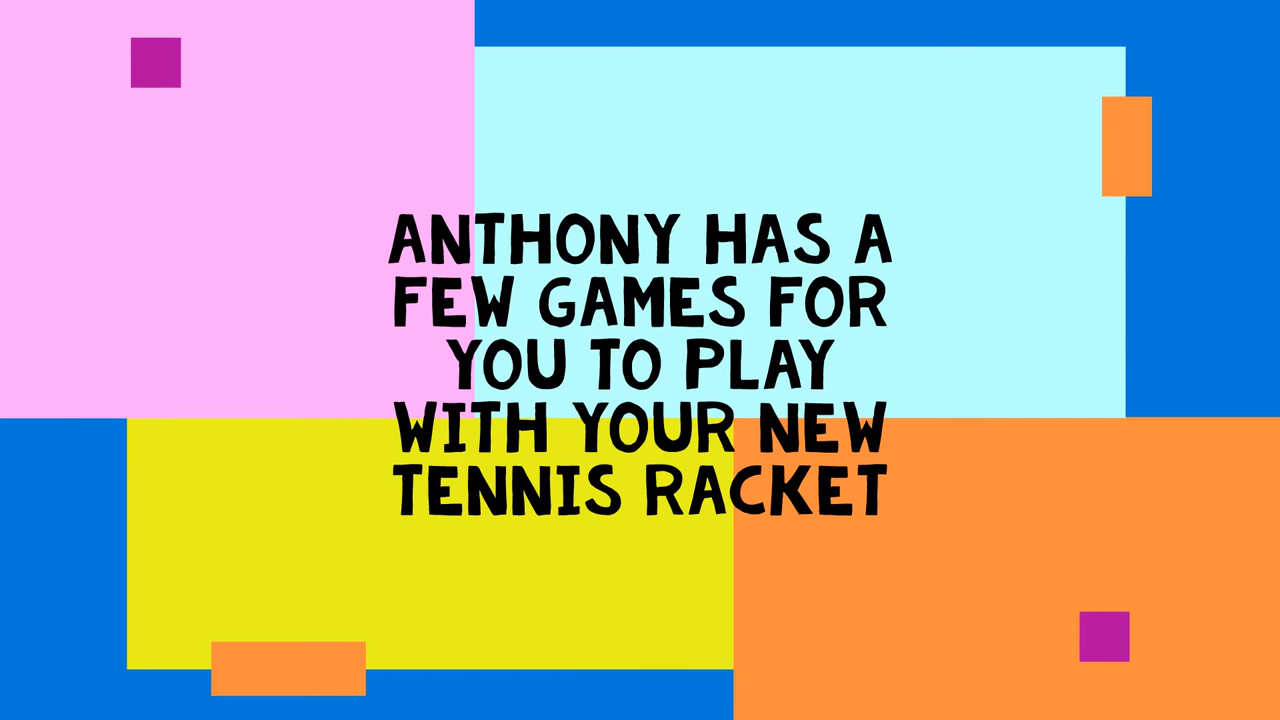 ANTHONY HAS A
FEW GAMES FOR
YOU TO PLAY
WITH YOUR NEW
TENNIS RACKET